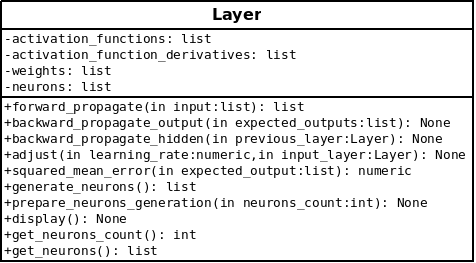 Layer
-activation_functions: list
-activation_function_derivatives: list
-weights: list
-neurons: list
+forward_propagate(in input:list): list
+backward_propagate_output(in expected_outputs:list): None
+backward_propagate_hidden(in previous_layer:Layer): None
+adjust(in learning_rate:numeric,in input_layer:Layer): None
+squared_mean_error(in expected_output:list): numeric
+generate_neurons(): list
+prepare_neurons_generation(in neurons_count:int): None
+display(): None
+get_neurons_count(): int
+get_neurons(): list